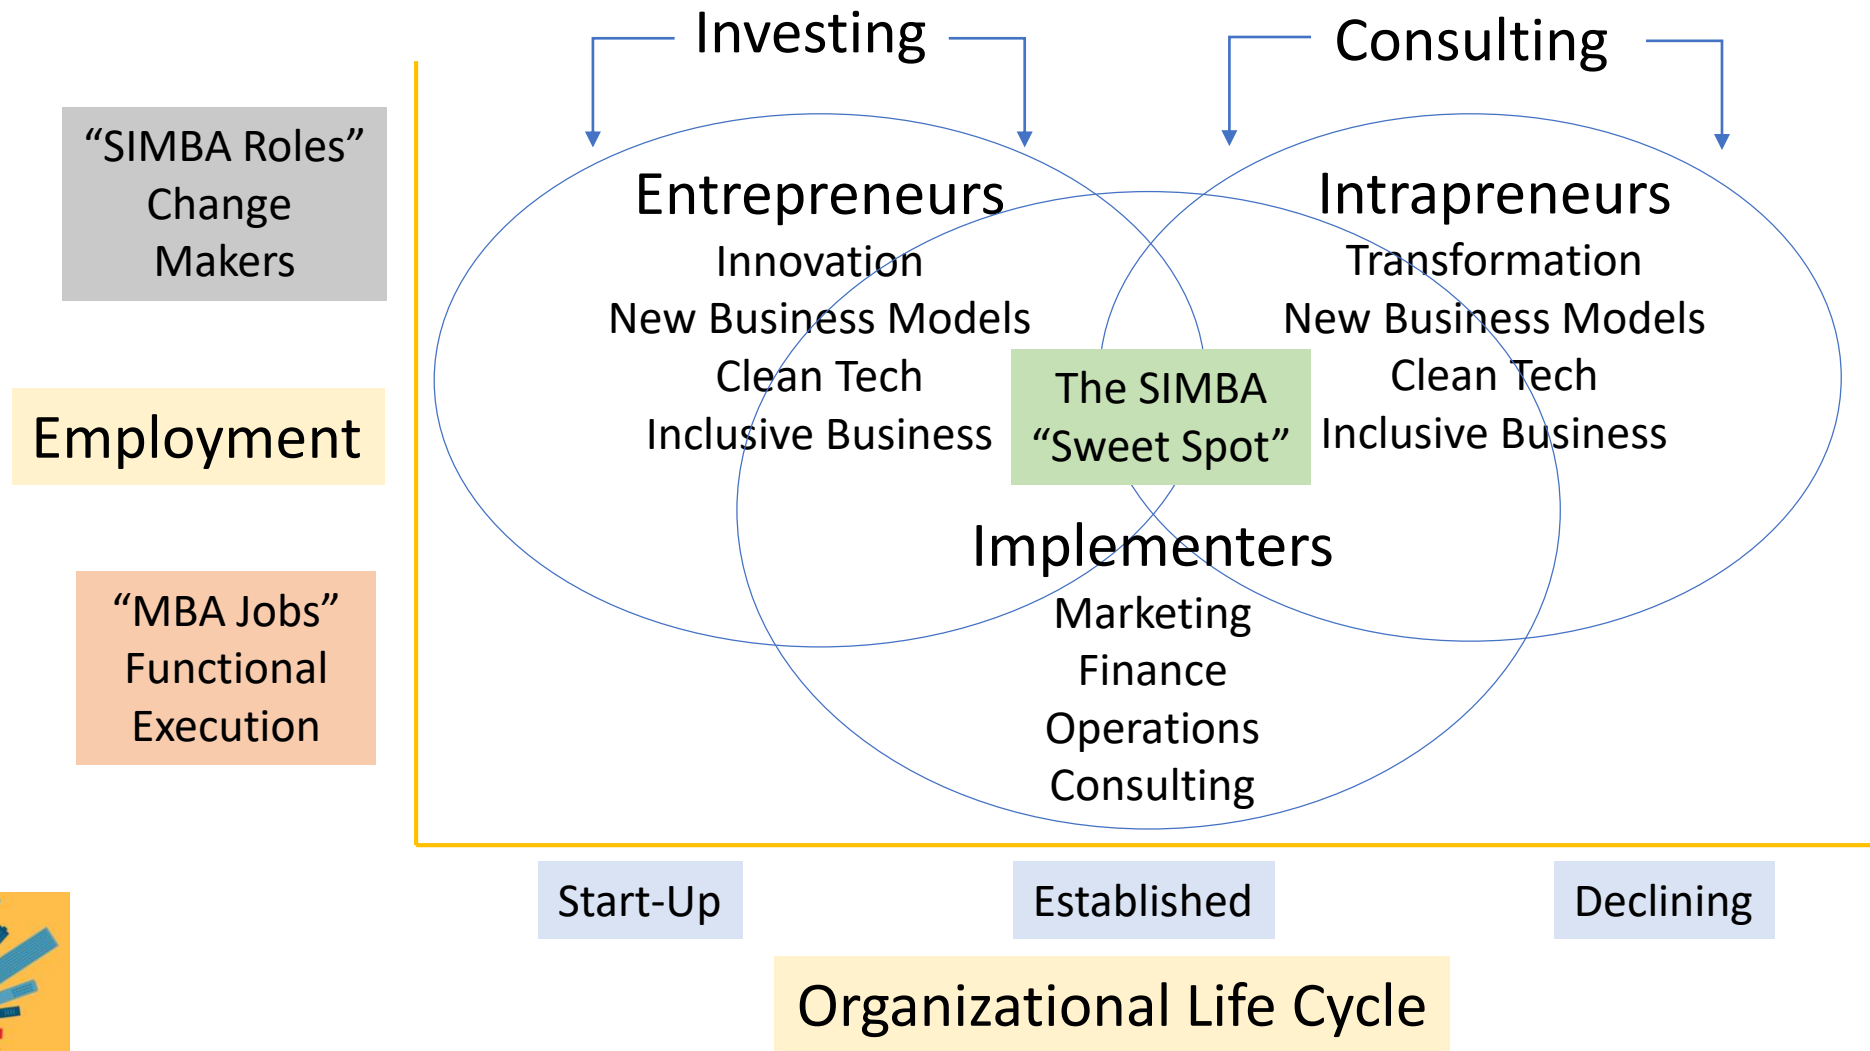 Investing
Consulting
“SIMBA Roles”
Change
Makers
Employment
“MBA Jobs”
Functional
Execution
Entrepreneurs
Innovation
New Business Models
Clean Tech
Inclusive Business
Intrapreneurs
Transformation
New Business Models
Clean Tech
Inclusive Business
The SIMBA
“Sweet Spot”
Implementers
Marketing
Finance
Operations
Consulting
Start-Up
Established
Declining
Organizational Life Cycle